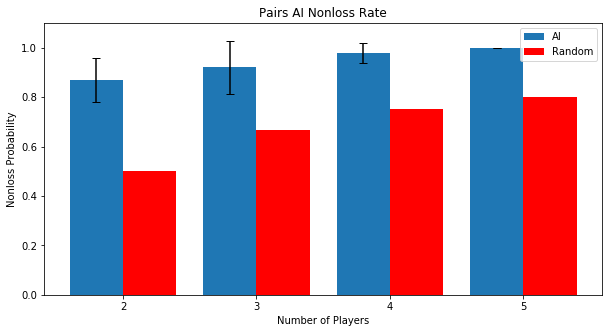 Pairs AI Nonloss Rate
AI
Random
Nonloss Probability
1.0
0.8
0.6
0.4
0.2
0.0
2 3 4 5
Number of Players